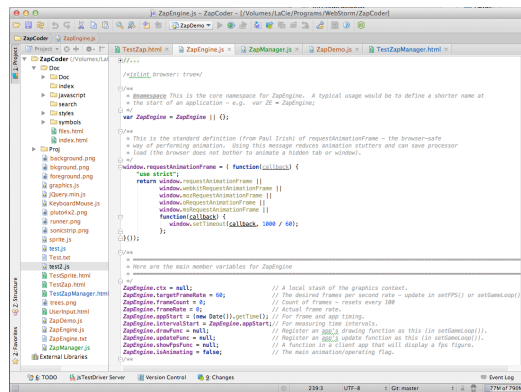 ZapEngine.js - ZapCoder - [/Volumes/LaCie/Programs/WebStorm/ZapCoder]
ZapDemo
ZapCoder ZapEngine.js
Project
TestZap.html ZapEngine.js ZapManager.js ZapDemo.js TestZapManager.html
1: Project
ZapCoder (/Volumes/LaC
Doc
Doc
index
javascript
search
styles
symbols
files.html
index.html
Proj
background.png
bkground.png
foreground.png
graphics.js
jQuery.min.js
KeyboardMouse.js
pluto4x2.png
runner.png
sonicstrip.png
sprite.js
test.js
Test.txt
test2.js
TestSprite.html
TestZap.html
TestZapManager.html
trees.png
UserInput.html
ZapDemo.js
ZapEngine.js
ZapEngine.txt
ZapManager.js
External Libraries
2: Structure
2: Favorites
//...
/*jslint browser: true*/
/**
* @namespace This is the core namespace for ZapEngine. A typical usage would be to define a shorter name at
* the start of an application - e.g. var ZE = ZapEngine;
*/
var ZapEngine = ZapEngine || {};
/**
* This is the standard definition (from Paul Irish) of requestAnimationFrame - the browser-safe
* way of performing animation. Using this message reduces animation stutters and can save processor
* load (the browser does not bother to animate a hidden tab or window).
*/
window.requestAnimationFrame = ( function(callback) {
"use strict";
return window.requestAnimationFrame ||
window.webkitRequestAnimationFrame ||
window.mozRequestAnimationFrame ||
window.oRequestAnimationFrame ||
window.msRequestAnimationFrame ||
function(callback) {
window.setTimeout(callback, 1000 / 60);
};
}());
/**
* Here are the main member variables for ZapEngine
ZapEngine.ctx = null; // A local stash of the graphics context.
ZapEngine.targetFrameRate = 60; // The desired frames per second rate - update in setFPS() or setGameLoop()
ZapEngine.frameCount = 0; // Count of frames - resets every 100
ZapEngine.frameRate = 0; // Actual frame rate.
ZapEngine.appStart = (new Date()).getTime(); // For frame and app timing.
ZapEngine.intervalStart = ZapEngine.appStart; // For measuring time intervals.
ZapEngine.drawFunc = null; // Register an app's drawing function as this (in setGameLoop()).
ZapEngine.updateFunc = null; // Register an app's update function as this (in setGameLoop()).
ZapEngine.showFpsFunc = null; // A function in a client app that will display a fps figure.
ZapEngine.isAnimating = false; // The main animation/operating flag.
/**
6: TODO JsTestDriver Server Version Control 9: Changes Event Log
239:3 UTF-8 Git: master 77M of 790M